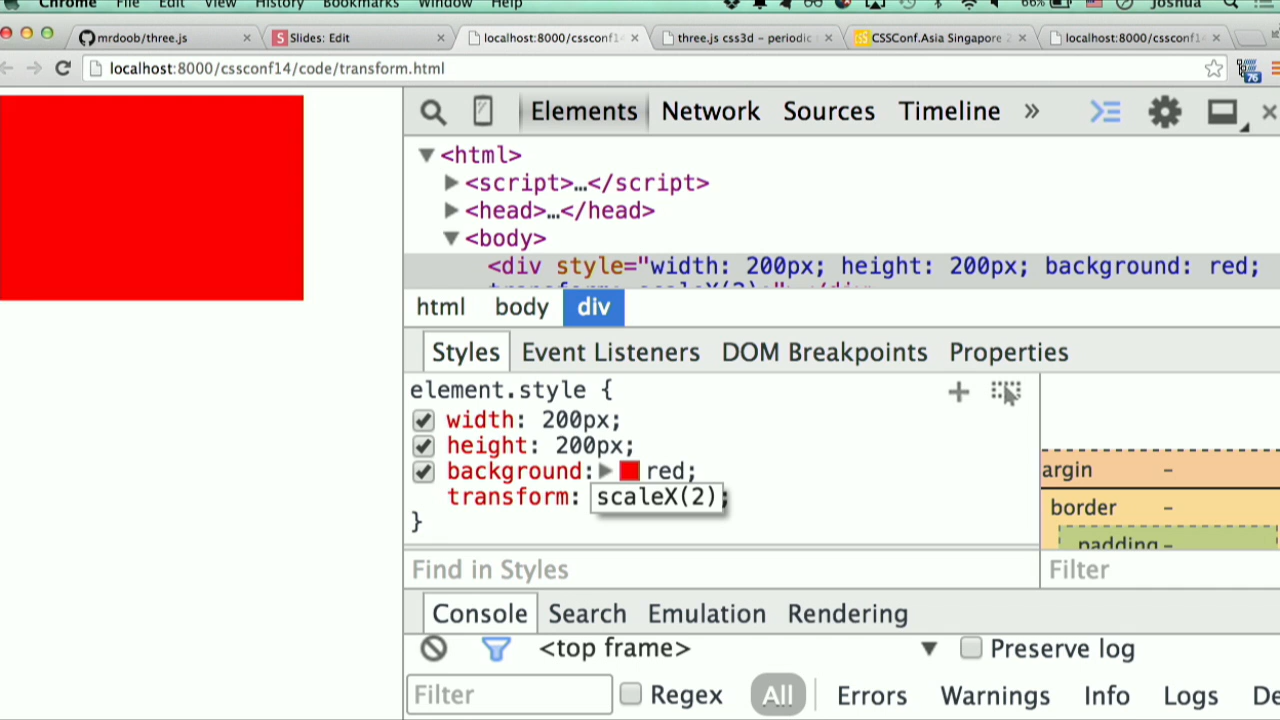 Chrome File Edit View History Bookmarks Window Help 66% Joshua
mrdoob/three.js Slides: Edit localhost:8000/cssconf1 three.js css3d - periodic CSSConf.Asia Singapore localhost:8000/cssconf1
localhost:8000/cssconf14/code/transform.html 76
Elements Network Sources Timeline »
<html>
<script>…</script>
<head>…</head>
<body>
<div style="width: 200px; height: 200px; background: red;
transform: scaleX(2);"></div>
html body div
Styles Event Listeners DOM Breakpoints Properties
element.style {
width: 200px;
height: 200px;
background: red;
transform: scaleX(2);
}
argin -
border -
padding -
Find in Styles Filter
Console Search Emulation Rendering
<top frame> Preserve log
Filter Regex All Errors Warnings Info Logs De